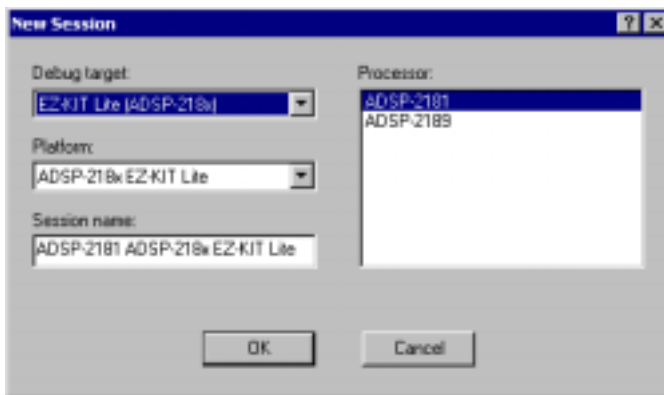 New Session
Debug target:
EZ-KIT Lite (ADSP-218x)
Platform:
ADSP-218x EZ-KIT Lite
Session name:
ADSP-2181 ADSP-218x EZ-KIT Lite
Processor:
ADSP-2181
ADSP-2189
OK
Cancel